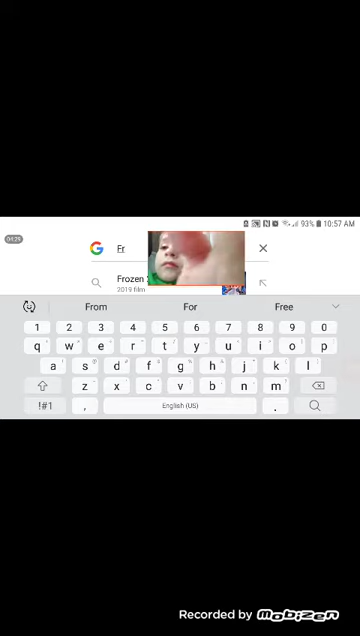 93% 10:57 AM
01:29
G Fr
Frozen
2019 film
From For Free
1 2 3 4 5 6 7 8 9 0
q w e r t y u i o p
a s d f g h j k l
z x c v b n m
!#1 , English (US) .
Recorded by mobizen